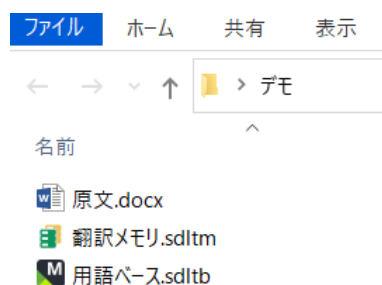 ファイル ホーム 共有 表示
デモ
名前
原文.docx
翻訳メモリ.sdltm
用語ベース.sdltb